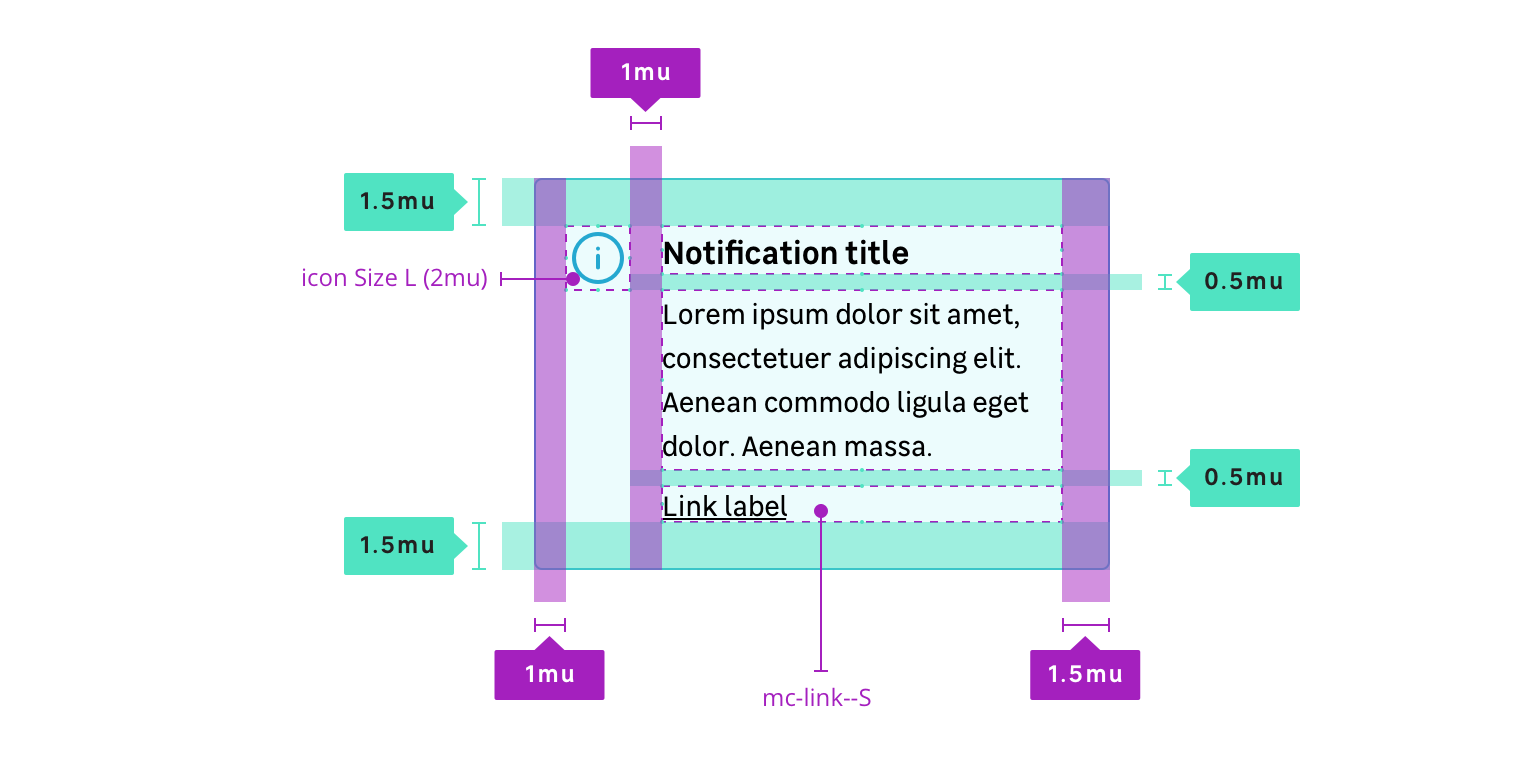 1mu
1.5mu
Notification title
icon Size L (2mu)
0.5mu
Lorem ipsum dolor sit amet,
consectetuer adipiscing elit.
Aenean commodo ligula eget
dolor. Aenean massa.
0.5mu
Link label
1.5mu
1mu
1.5mu
mc-link--S